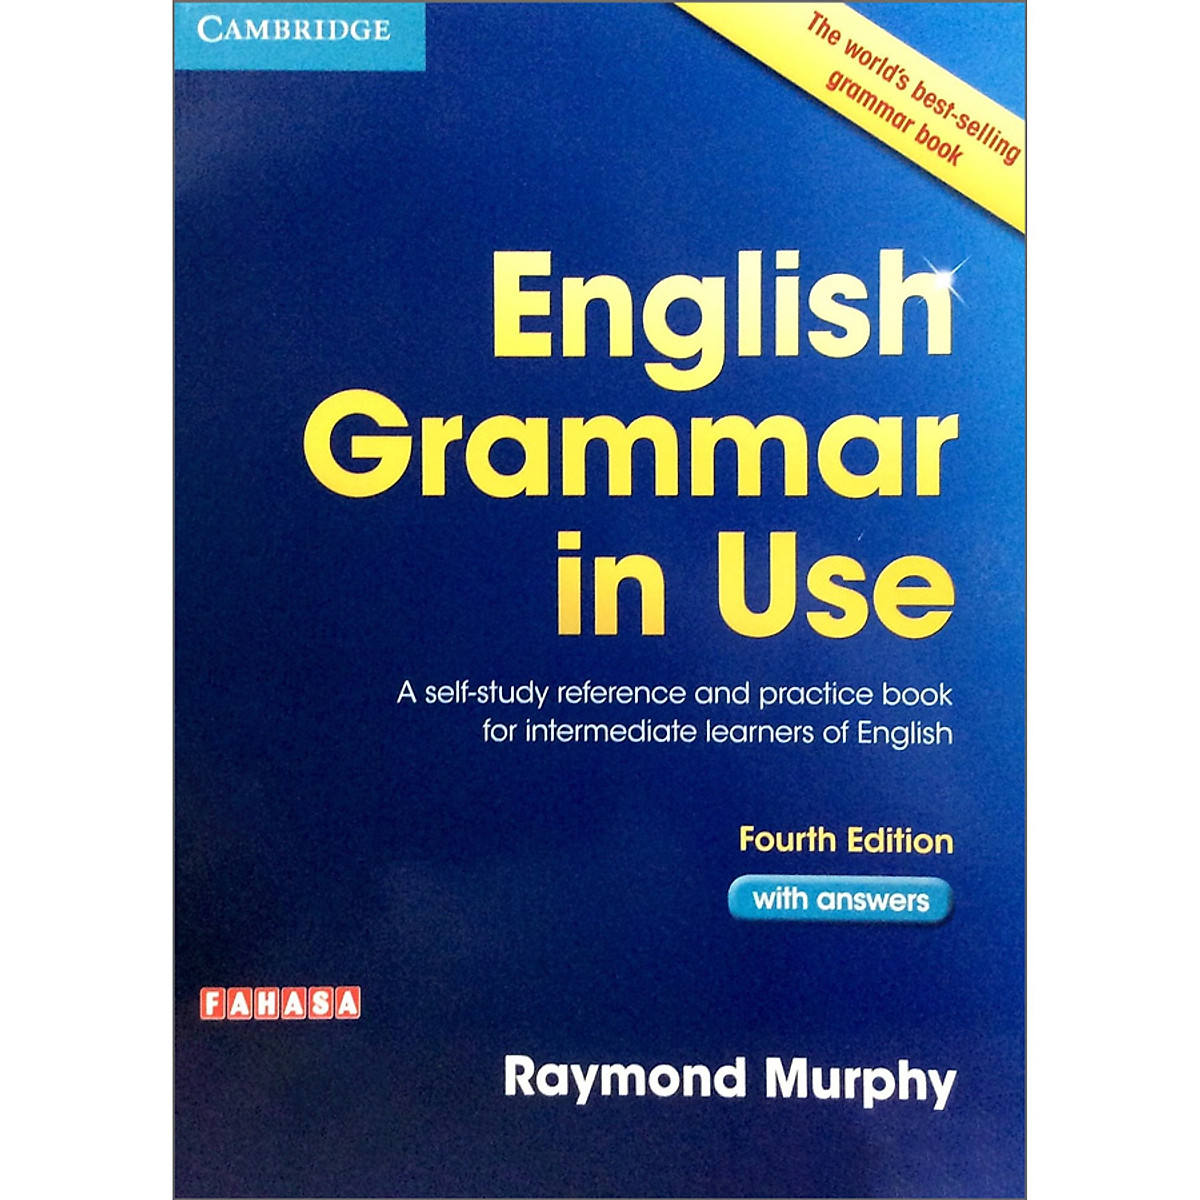 CAMBRIDGE
The world's best-selling
grammar book
English
Grammar
in Use
A self-study reference and practice book
for intermediate learners of English
Fourth Edition
with answers
FAHASA
Raymond Murphy